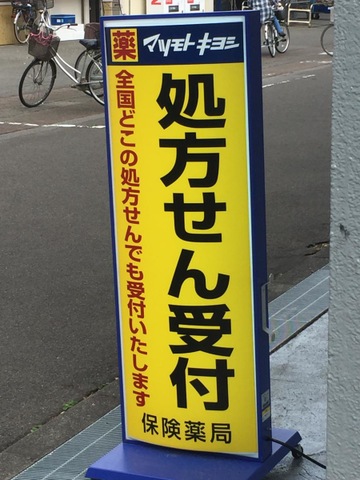 薬 マツモトキヨシ
処方せん受付
全国どこの処方せんでも受付いたします
保険薬局